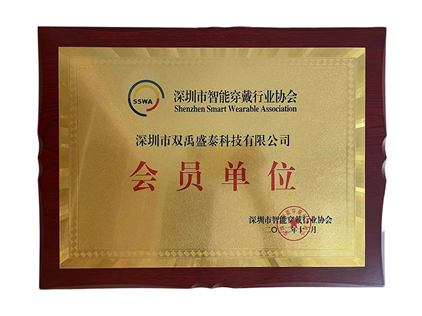 SSWA
深圳市智能穿戴行业协会
Shenzhen Smart Wearable Association
深圳市双禹盛泰科技有限公司
会员单位
深圳市智能穿戴行业协会